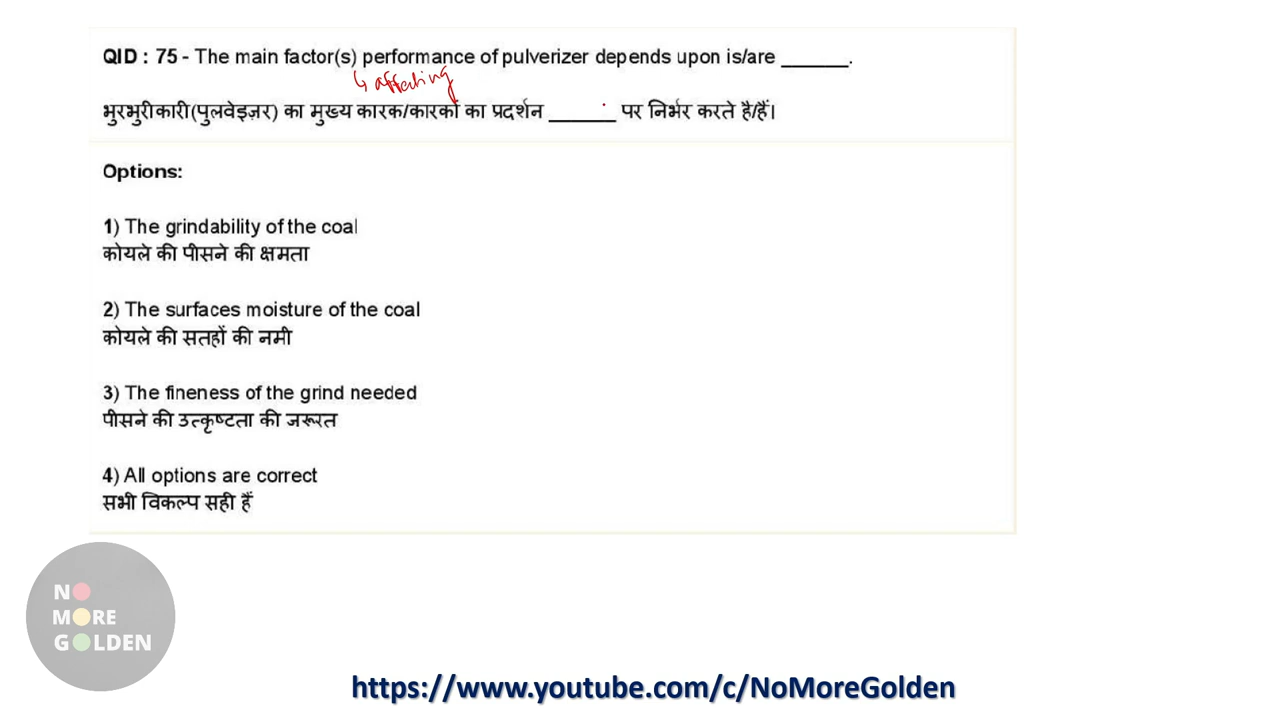 QID : 75 - The main factor(s) performance of pulverizer depends upon is/are ______.
↳ affecting
भुरभुरीकारी(पुलवेइज़र) का मुख्य कारक/कारकों का प्रदर्शन ______ पर निर्भर करते है/हैं।
Options:
1) The grindability of the coal
कोयले की पीसने की क्षमता
2) The surfaces moisture of the coal
कोयले की सतहों की नमी
3) The fineness of the grind needed
पीसने की उत्कृष्टता की जरूरत
4) All options are correct
सभी विकल्प सही हैं
NO
MORE
GOLDEN
https://www.youtube.com/c/NoMoreGolden